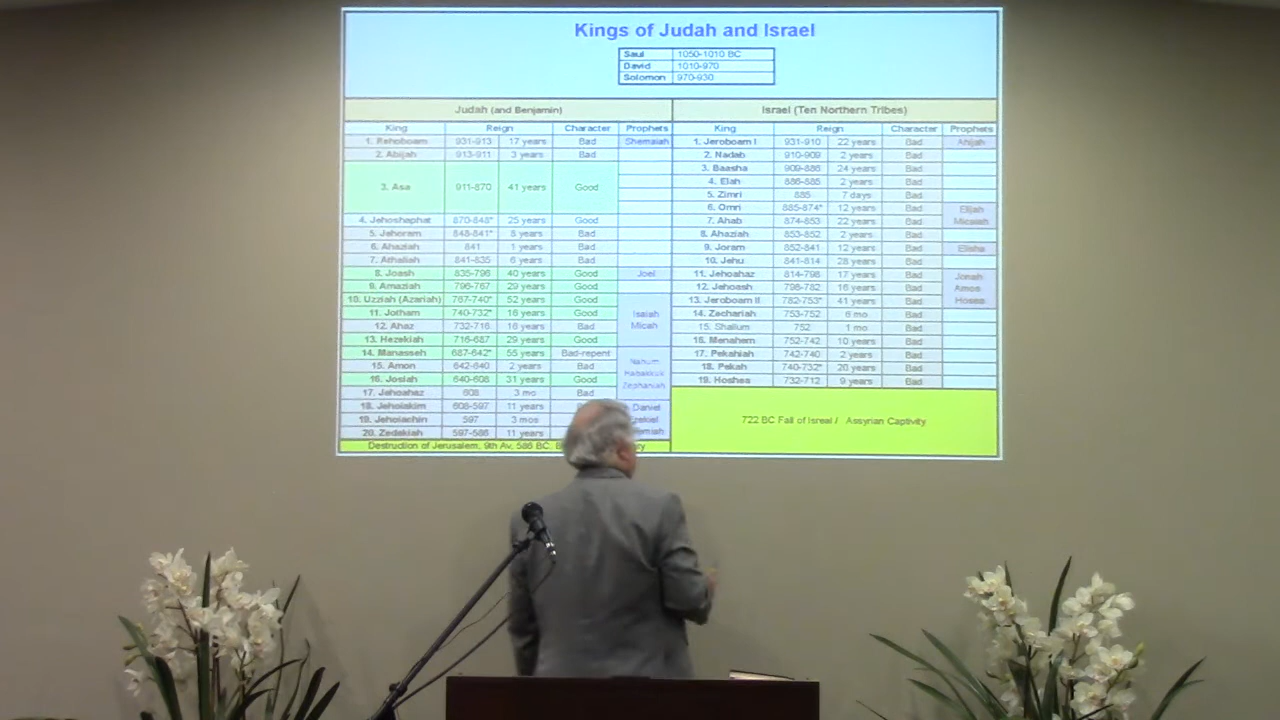 Kings of Judah and Israel
Saul 1050-1010 BC
David 1010-970
Solomon 970-930
Judah (and Benjamin) Israel (Ten Northern Tribes)
King Reign Character Prophets King Reign Character Prophets
1. Rehoboam 931-913 17 years Bad Shemaiah 1. Jeroboam I 931-910 22 years Bad Ahijah
2. Abijah 913-911 3 years Bad 2. Nadab 910-909 2 years Bad
3. Baasha 909-886 24 years Bad
3. Asa 911-870 41 years Good 4. Elah 886-885 2 years Bad
5. Zimri 885 7 days Bad
6. Omri 885-874* 12 years Bad Elijah
4. Jehoshaphat 870-848* 25 years Good 7. Ahab 874-853 22 years Bad Micaiah
5. Jehoram 848-841* 8 years Bad 8. Ahaziah 853-852 2 years Bad
6. Ahaziah 841 1 years Bad 9. Joram 852-841 12 years Bad Elisha
7. Athaliah 841-835 6 years Bad 10. Jehu 841-814 28 years Bad
8. Joash 835-796 40 years Good Joel 11. Jehoahaz 814-798 17 years Bad Jonah
9. Amaziah 796-767 29 years Good 12. Jehoash 798-782 16 years Bad Amos
10. Uzziah (Azariah) 767-740* 52 years Good 13. Jeroboam II 782-753* 41 years Bad Hosea
11. Jotham 740-732* 16 years Good Isaiah 14. Zechariah 753-752 6 mo Bad
12. Ahaz 732-716 16 years Bad Micah 15. Shallum 752 1 mo Bad
13. Hezekiah 716-687 29 years Good 16. Menahem 752-742 10 years Bad
14. Manasseh 687-642* 55 years Bad-repent Nahum 17. Pekahiah 742-740 2 years Bad
15. Amon 642-640 2 years Bad Habakkuk 18. Pekah 740-732* 20 years Bad
16. Josiah 640-608 31 years Good Zephaniah 19. Hoshea 732-712 9 years Bad
17. Jehoahaz 608 3 mo Bad
18. Jehoiakim 608-597 11 years Daniel
19. Jehoiachin 597 3 mos 722 BC Fall of Isreal / Assyrian Captivity
20. Zedekiah 597-586 11 years
Destruction of Jerusalem, 9th Av, 586 BC.